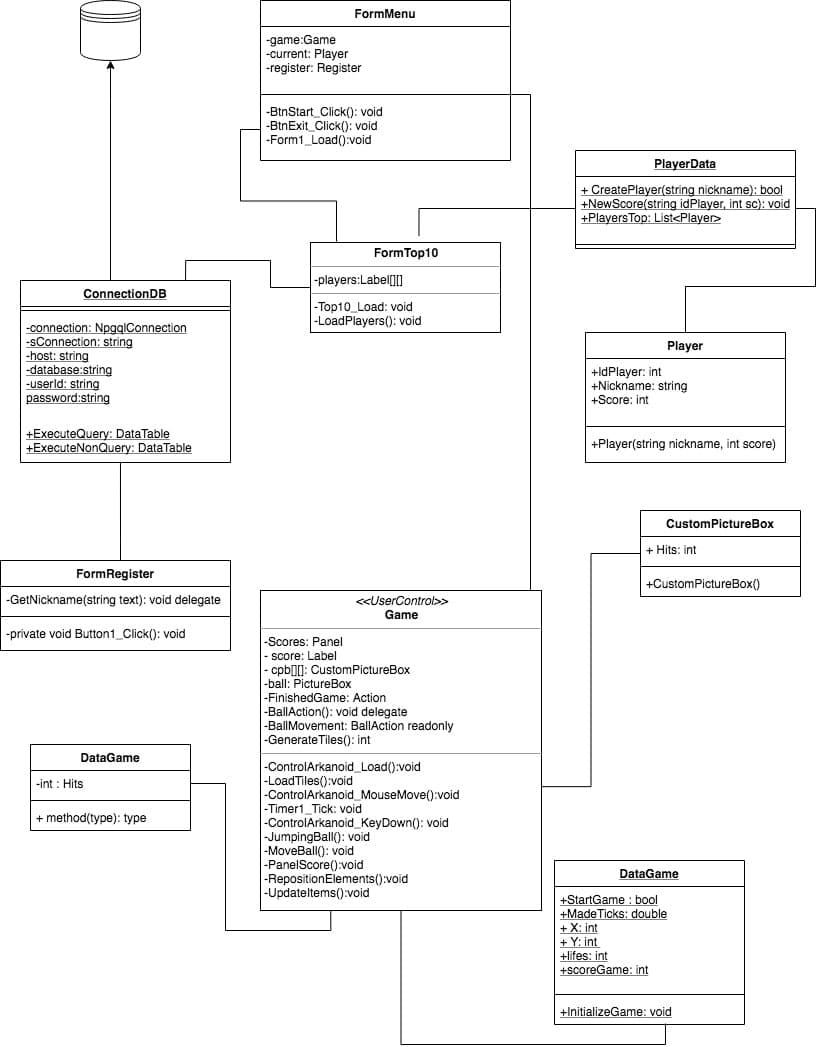 FormMenu
-game:Game
-current: Player
-register: Register
-BtnStart_Click(): void
-BtnExit_Click(): void
-Form1_Load():void
PlayerData
+ CreatePlayer(string nickname): bool
+NewScore(string idPlayer, int sc): void
+PlayersTop: List<Player>
FormTop10
-players:Label[][]
-Top10_Load: void
-LoadPlayers(): void
ConnectionDB
-connection: NpgqlConnection
-sConnection: string
-host: string
-database:string
-userId: string
password:string
+ExecuteQuery: DataTable
+ExecuteNonQuery: DataTable
Player
+IdPlayer: int
+Nickname: string
+Score: int
+Player(string nickname, int score)
CustomPictureBox
+ Hits: int
+CustomPictureBox()
FormRegister
-GetNickname(string text): void delegate
-private void Button1_Click(): void
<<UserControl>>
Game
-Scores: Panel
- score: Label
- cpb[][]: CustomPictureBox
-ball: PictureBox
-FinishedGame: Action
-BallAction(): void delegate
-BallMovement: BallAction readonly
-GenerateTiles(): int
-ControlArkanoid_Load():void
-LoadTiles():void
-ControlArkanoid_MouseMove():void
-Timer1_Tick: void
-ControlArkanoid_KeyDown(): void
-JumpingBall(): void
-MoveBall(): void
-PanelScore():void
-RepositionElements():void
-UpdateItems():void
DataGame
-int : Hits
+ method(type): type
DataGame
+StartGame : bool
+MadeTicks: double
+ X: int
+ Y: int
+lifes: int
+scoreGame: int
+InitializeGame: void